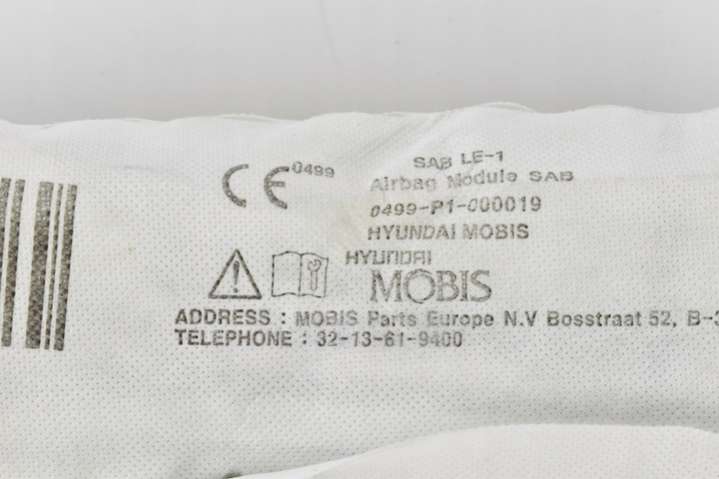 CE 0499
SAB LE-1
Airbag Module SAB
0499-P1-000019
HYUNDAI MOBIS
HYUNDAI
MOBIS
ADDRESS : MOBIS Parts Europe N.V Bosstraat 52, B-3
TELEPHONE : 32-13-61-9400